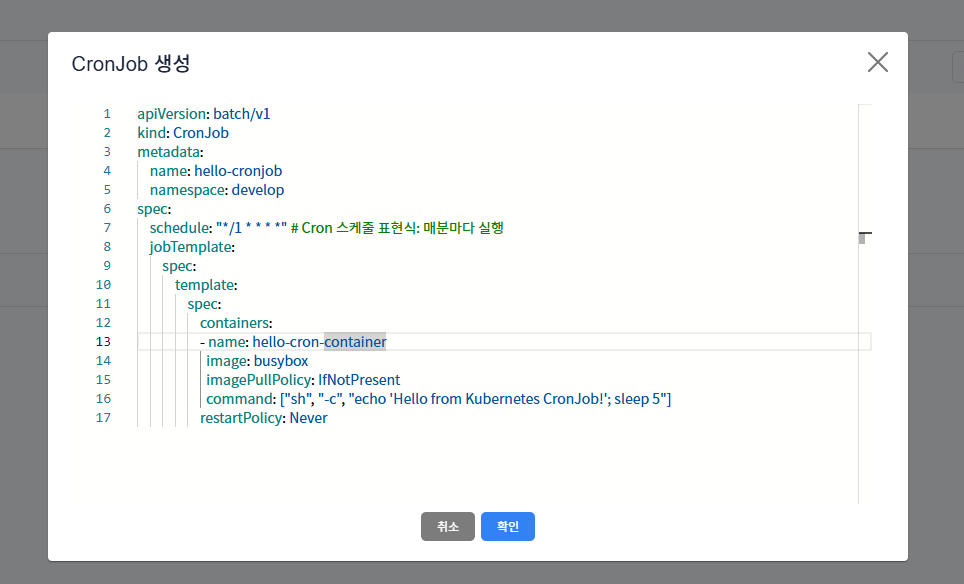 CronJob 생성
1 apiVersion: batch/v1
2 kind: CronJob
3 metadata:
4   name: hello-cronjob
5   namespace: develop
6 spec:
7   schedule: "*/1 * * * *" # Cron 스케줄 표현식: 매분마다 실행
8   jobTemplate:
9     spec:
10       template:
11         spec:
12           containers:
13           - name: hello-cron-container
14             image: busybox
15             imagePullPolicy: IfNotPresent
16             command: ["sh", "-c", "echo 'Hello from Kubernetes CronJob!'; sleep 5"]
17           restartPolicy: Never
취소 확인